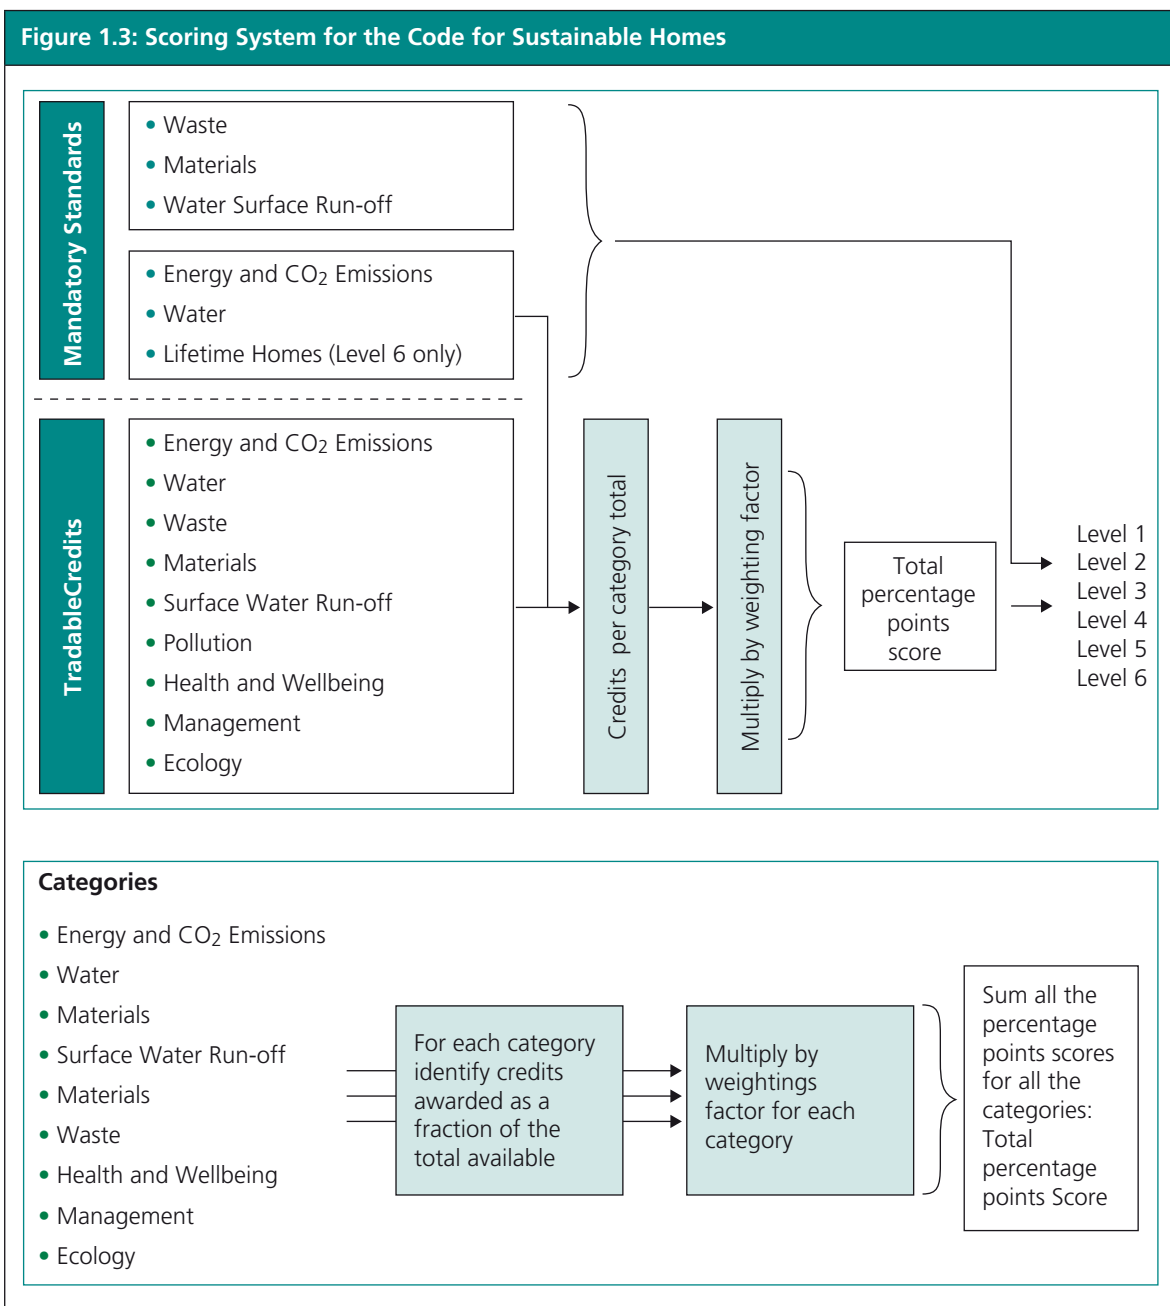 Figure 1.3: Scoring System for the Code for Sustainable Homes
Mandatory Standards
• Waste
• Materials
• Water Surface Run-off
• Energy and CO2 Emissions
• Water
• Lifetime Homes (Level 6 only)
TradableCredits
• Energy and CO2 Emissions
• Water
• Waste
• Materials
• Surface Water Run-off
• Pollution
• Health and Wellbeing
• Management
• Ecology
Credits per category total
Multiply by weighting factor
Total
percentage
points
score
Level 1
Level 2
Level 3
Level 4
Level 5
Level 6
Categories
• Energy and CO2 Emissions
• Water
• Materials
• Surface Water Run-off
• Materials
• Waste
• Health and Wellbeing
• Management
• Ecology
For each category
identify credits
awarded as a
fraction of the
total available
Multiply by
weightings
factor for each
category
Sum all the
percentage
points scores
for all the
categories:
Total
percentage
points Score